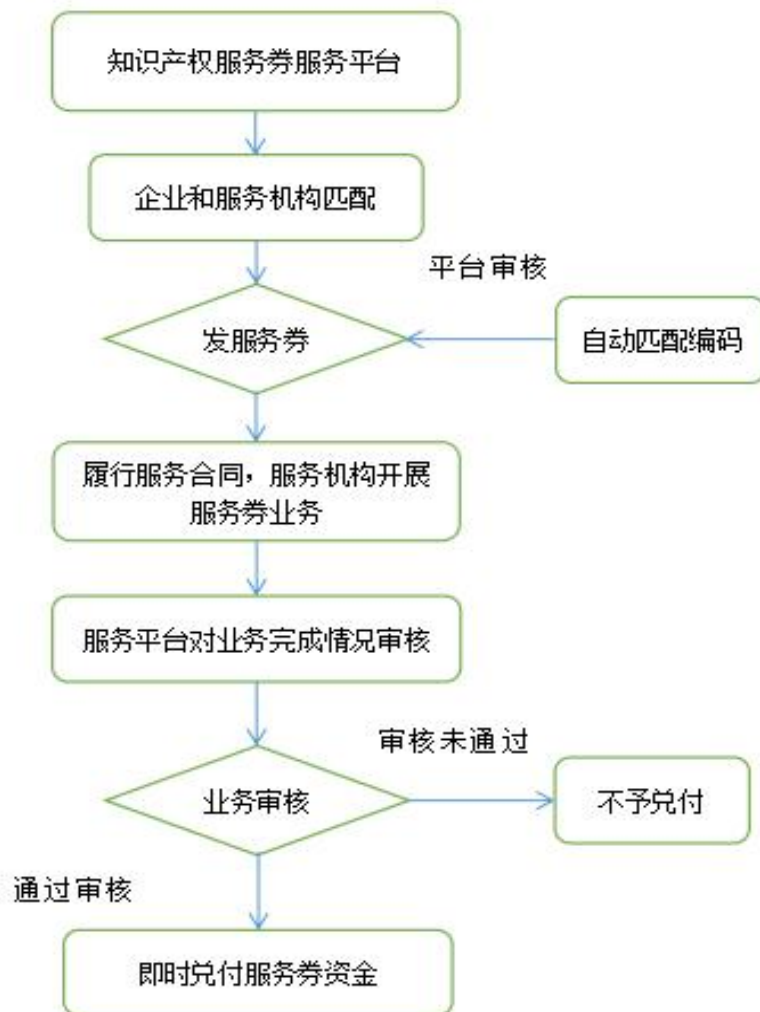 知识产权服务券服务平台
企业和服务机构匹配
平台审核
发服务券
自动匹配编码
履行服务合同，服务机构开展
服务券业务
服务平台对业务完成情况审核
审核未通过
业务审核
不予兑付
通过审核
即时兑付服务券资金